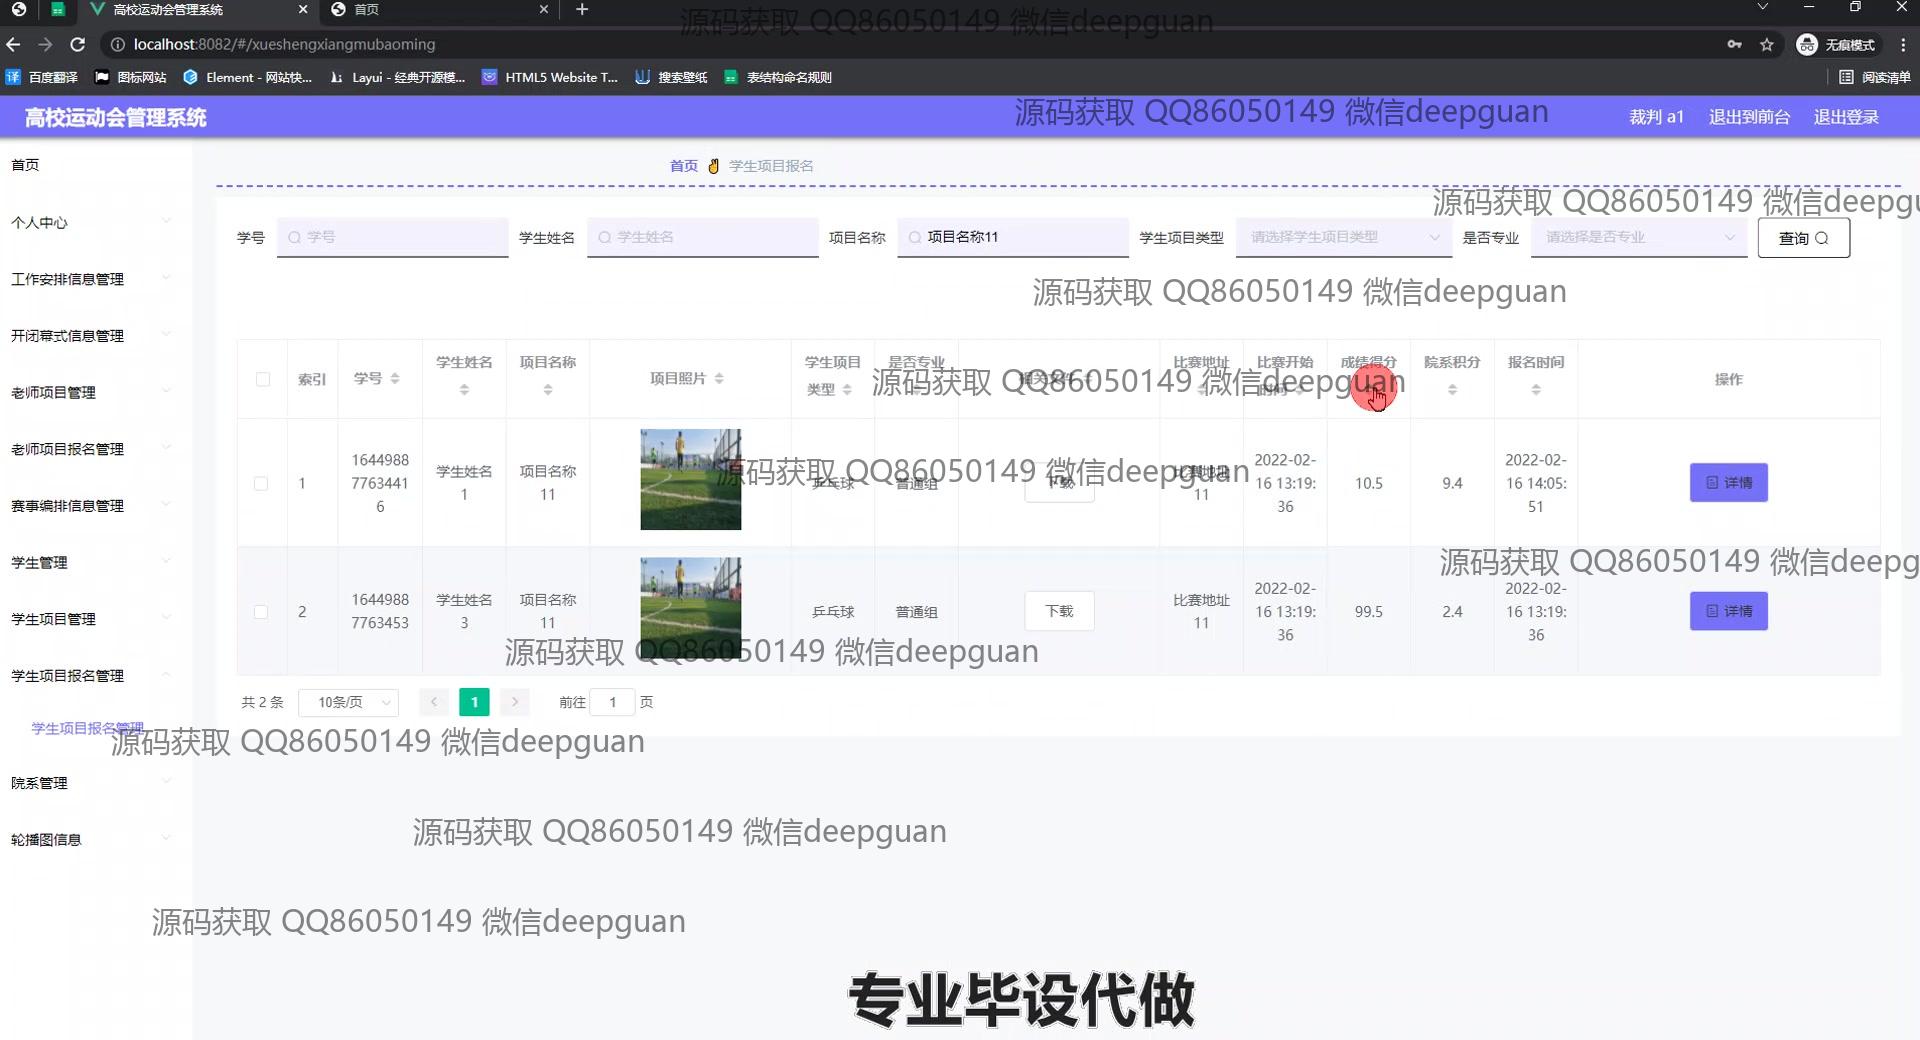 高校运动会管理系统
首页
源码获取 QQ86050149 微信deepguan
localhost:8082/#/xueshengxiangmubaoming
无痕模式
百度翻译
图标网站
Element - 网站快...
Layui - 经典开源模...
HTML5 Website T...
搜索壁纸
表结构命名规则
阅读清单
高校运动会管理系统
源码获取 QQ86050149 微信deepguan
裁判 a1
退出到前台
退出登录
首页
首页
学生项目报名
源码获取 QQ86050149 微信deepgu
个人中心
学号
学号
学生姓名
学生姓名
项目名称
项目名称11
学生项目类型
请选择学生项目类型
是否专业
请选择是否专业
查询
工作安排信息管理
源码获取 QQ86050149 微信deepguan
开闭幕式信息管理
索引
学号
学生姓名
项目名称
项目照片
学生项目类型
是否专业
相关文件
比赛地址
比赛开始时间
成绩得分
院系积分
报名时间
操作
源码获取 QQ86050149 微信deepguan
老师项目管理
老师项目报名管理
1
1644988
7763441
6
学生姓名
1
项目名称
11
乒乓球
普通组
下载
比赛地址
11
2022-02-
16 13:19:
36
10.5
9.4
2022-02-
16 14:05:
51
详情
源码获取 QQ86050149 微信deepguan
赛事编排信息管理
学生管理
源码获取 QQ86050149 微信deepg
2
1644988
7763453
学生姓名
3
项目名称
11
乒乓球
普通组
下载
比赛地址
11
2022-02-
16 13:19:
36
99.5
2.4
2022-02-
16 13:19:
36
详情
学生项目管理
源码获取 QQ86050149 微信deepguan
学生项目报名管理
共 2 条
10条/页
1
前往
1
页
学生项目报名管理
源码获取 QQ86050149 微信deepguan
院系管理
轮播图信息
源码获取 QQ86050149 微信deepguan
源码获取 QQ86050149 微信deepguan
专业毕设代做